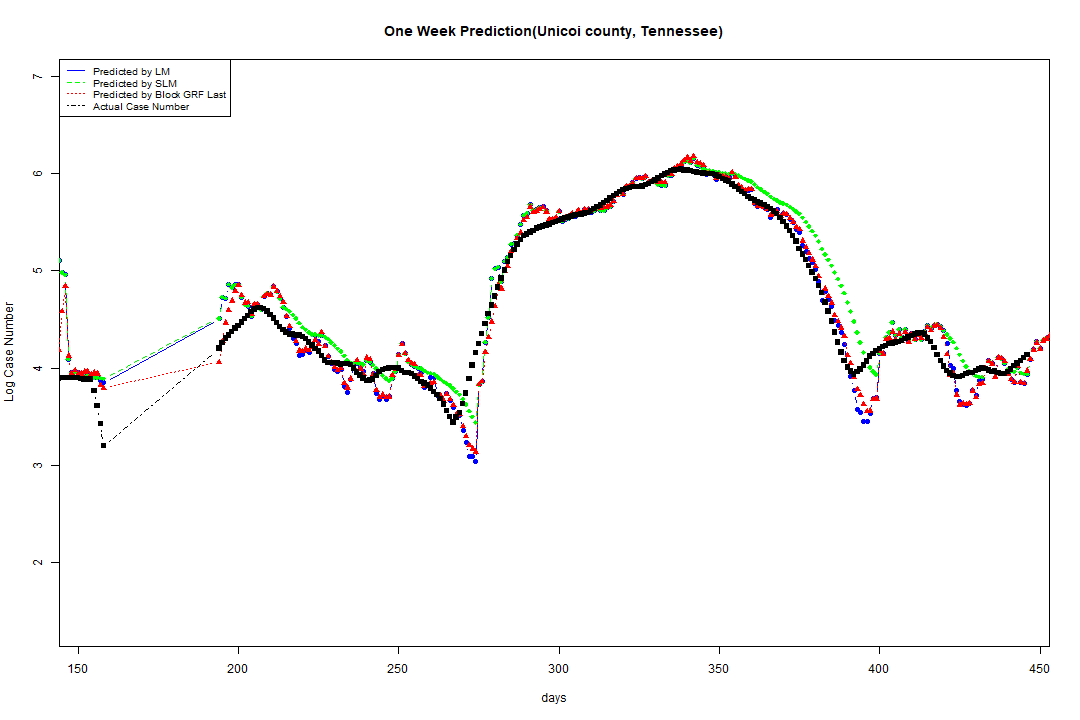 One Week Prediction(Unicoi county, Tennessee)
Predicted by LM
Predicted by SLM
Predicted by Block GRF Last
Actual Case Number
7
6
5
4
3
2
Log Case Number
150 200 250 300 350 400 450
days